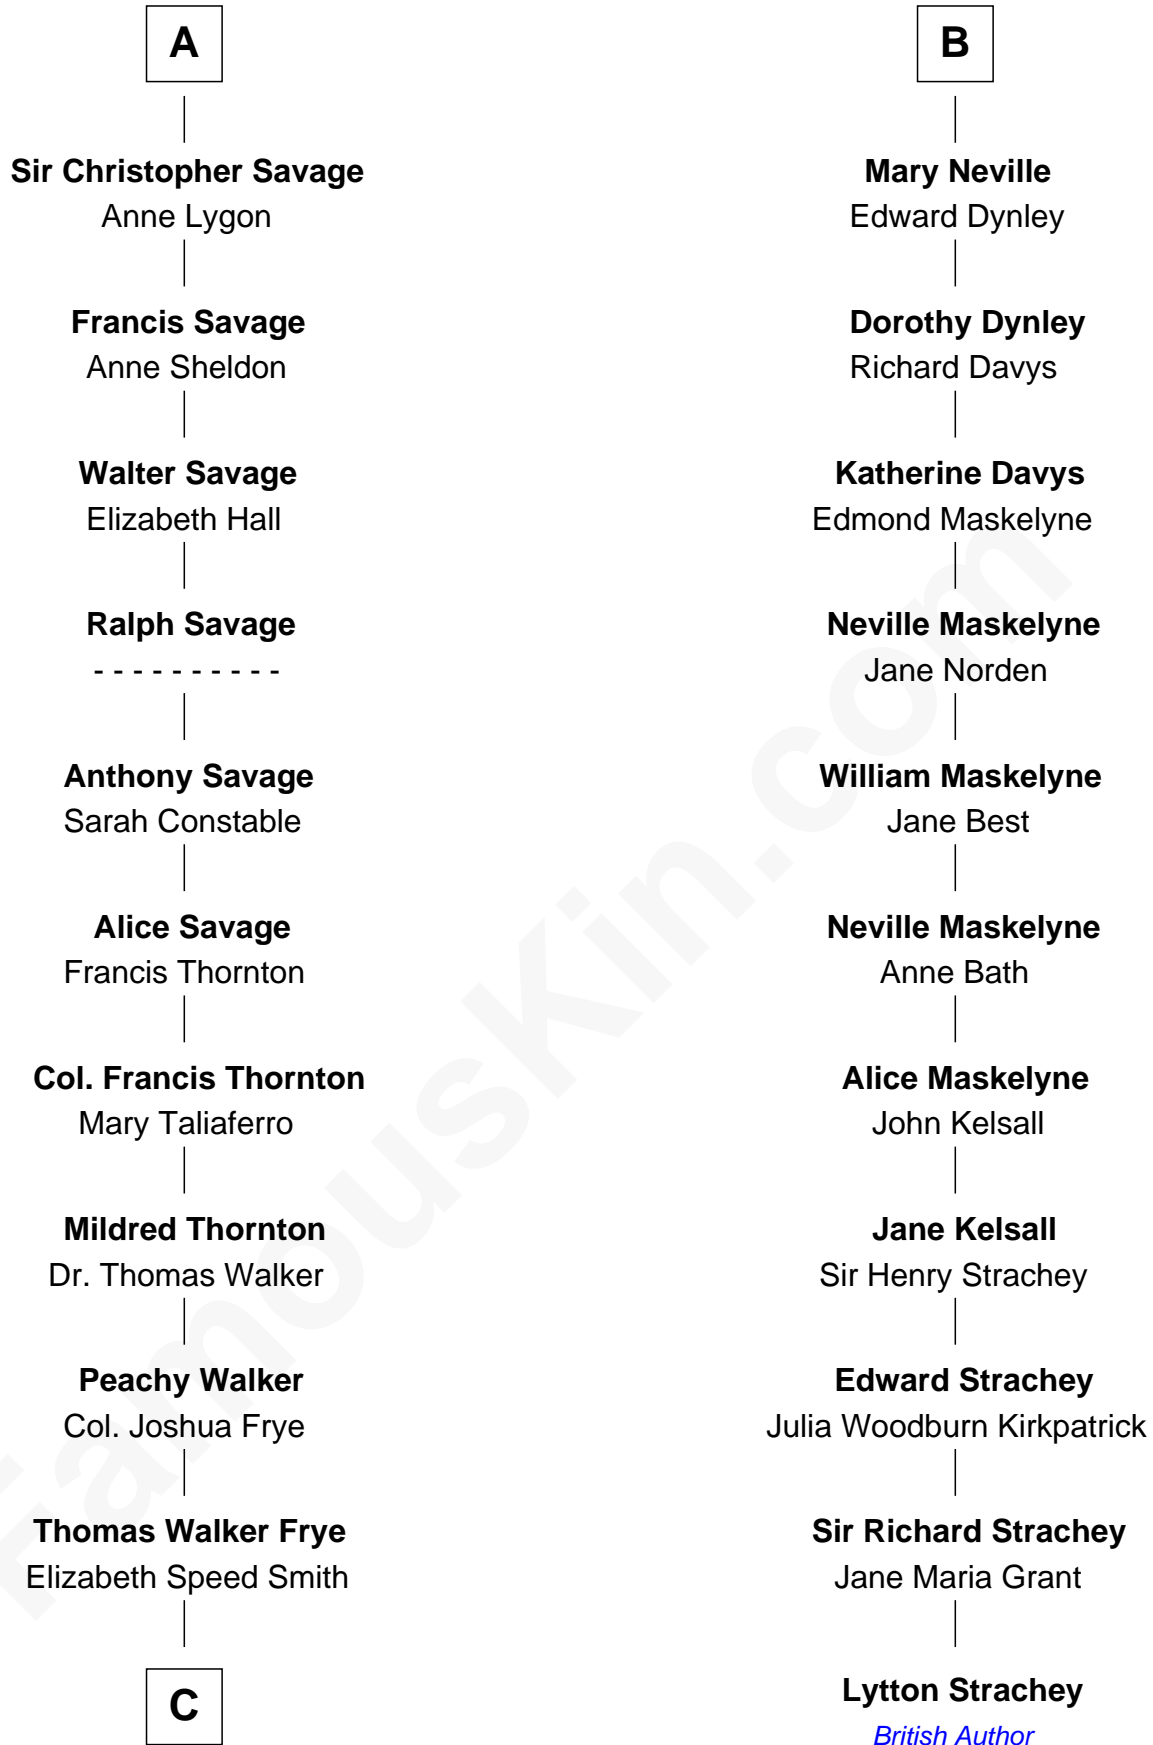 A
Sir Christopher Savage
Anne Lygon
Francis Savage
Anne Sheldon
Walter Savage
Elizabeth Hall
Ralph Savage
- - - - - - - - - -
Anthony Savage
Sarah Constable
Alice Savage
Francis Thornton
Col. Francis Thornton
Mary Taliaferro
Mildred Thornton
Dr. Thomas Walker
Peachy Walker
Col. Joshua Frye
Thomas Walker Frye
Elizabeth Speed Smith
C
B
Mary Neville
Edward Dynley
Dorothy Dynley
Richard Davys
Katherine Davys
Edmond Maskelyne
Neville Maskelyne
Jane Norden
William Maskelyne
Jane Best
Neville Maskelyne
Anne Bath
Alice Maskelyne
John Kelsall
Jane Kelsall
Sir Henry Strachey
Edward Strachey
Julia Woodburn Kirkpatrick
Sir Richard Strachey
Jane Maria Grant
Lytton Strachey
British Author
FamousKin.com